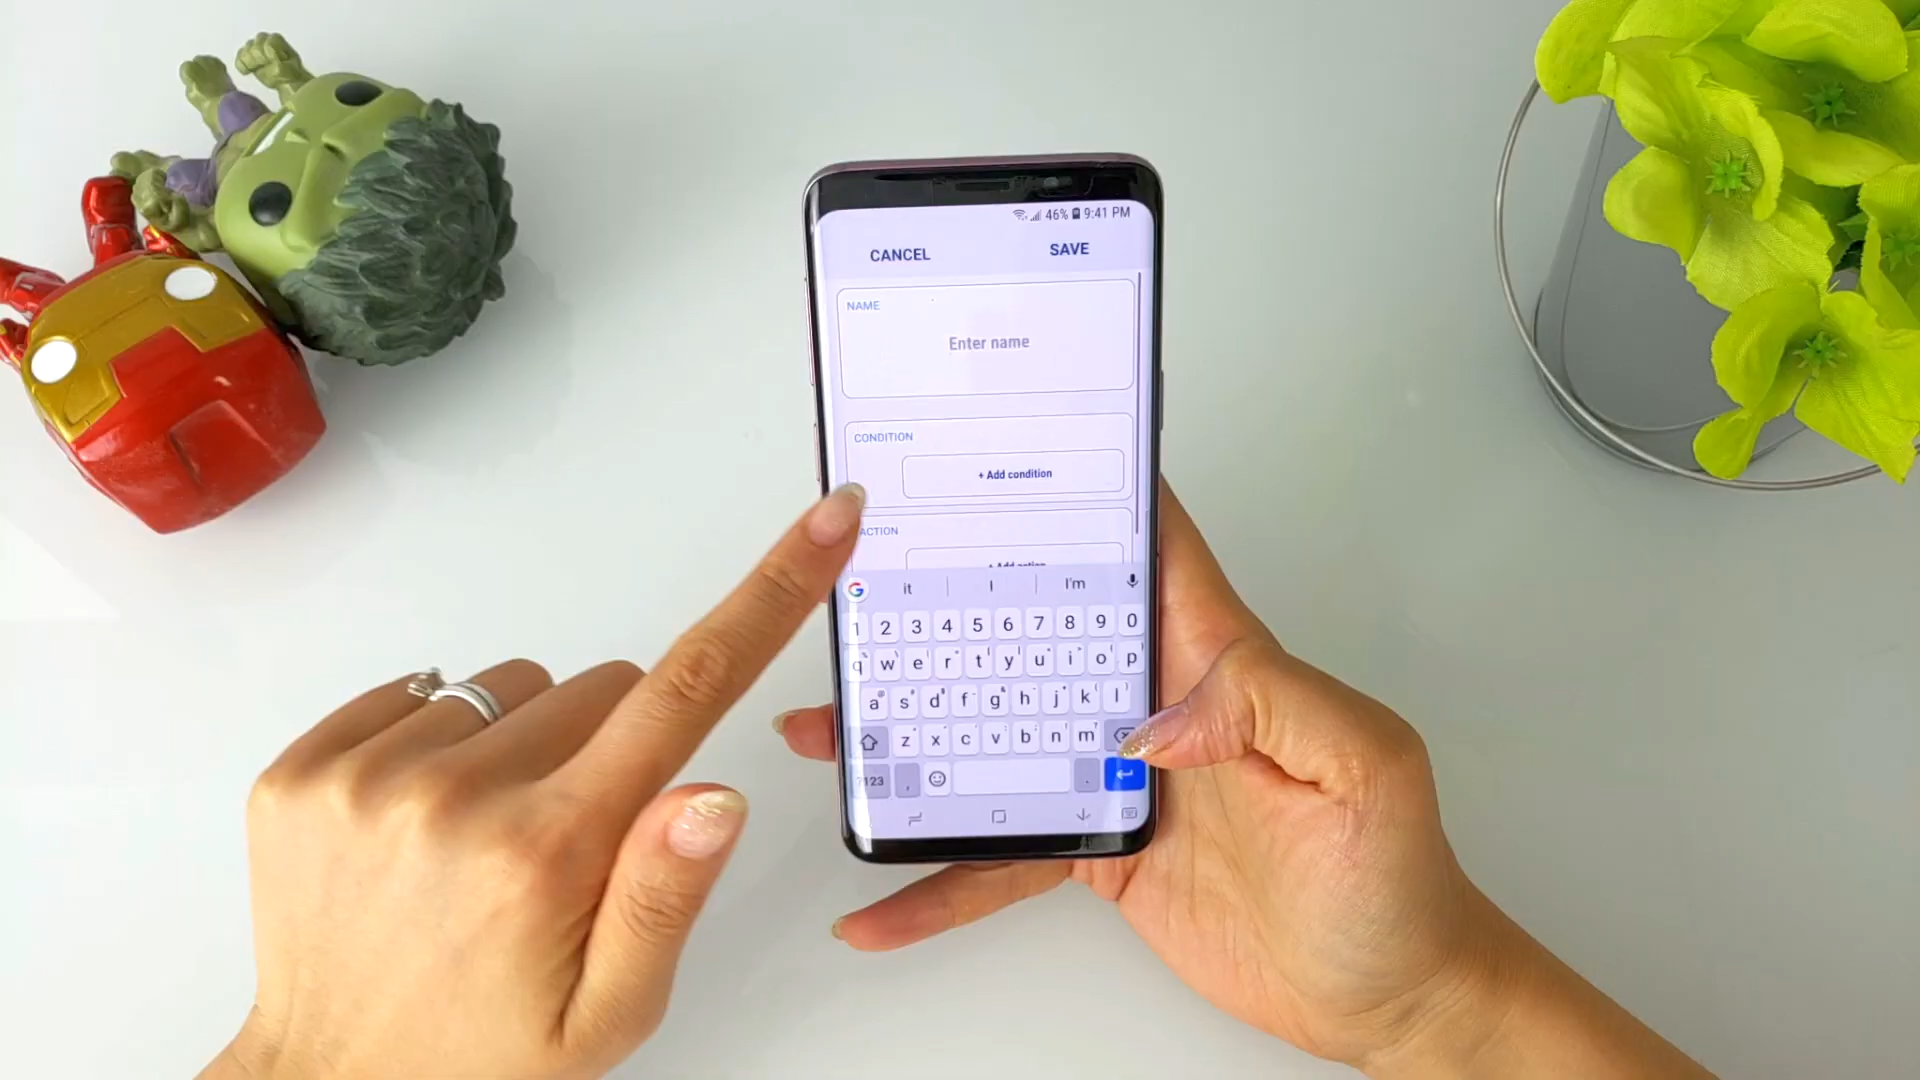 46% 9:41 PM
CANCEL SAVE
NAME
Enter name
CONDITION
+ Add condition
ACTION
+ Add action
G it I I'm
1 2 3 4 5 6 7 8 9 0
q w e r t y u i o p
a s d f g h j k l
z x c v b n m
?123 , .